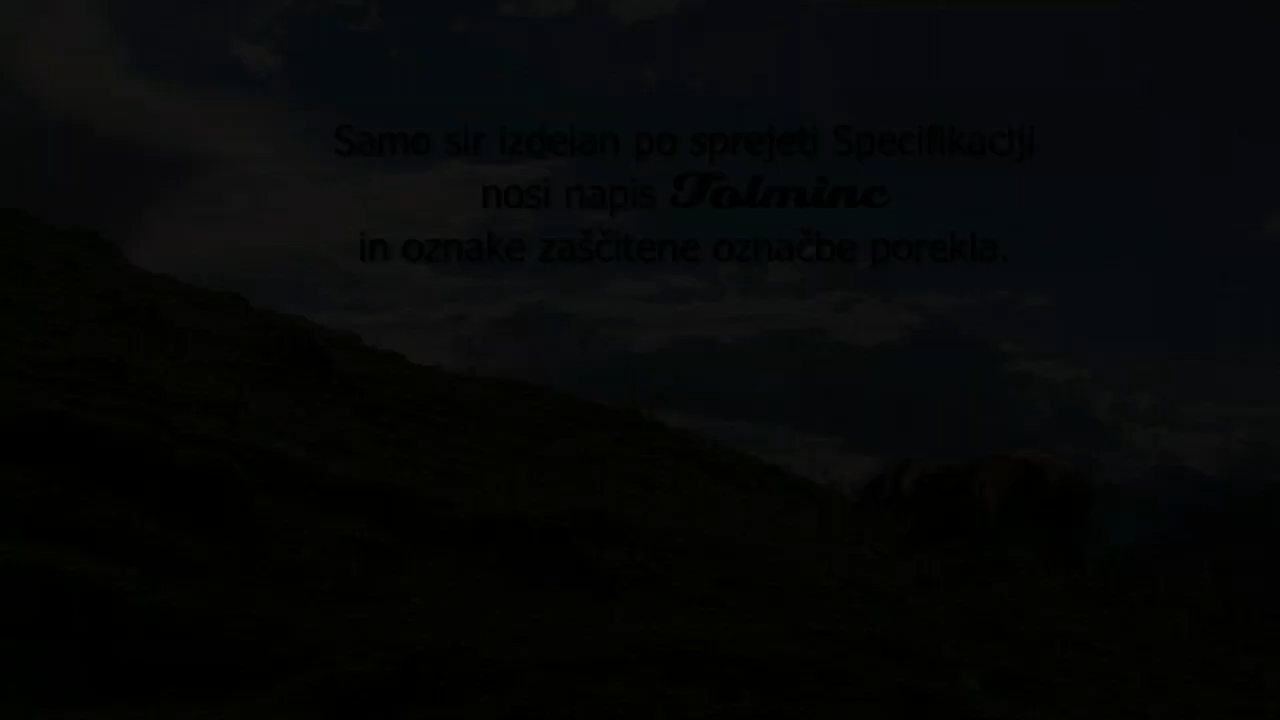 Samo sir izdelan po sprejeti Specifikaciji
nosi napis Tolminc
in oznake zaščitene označbe porekla.